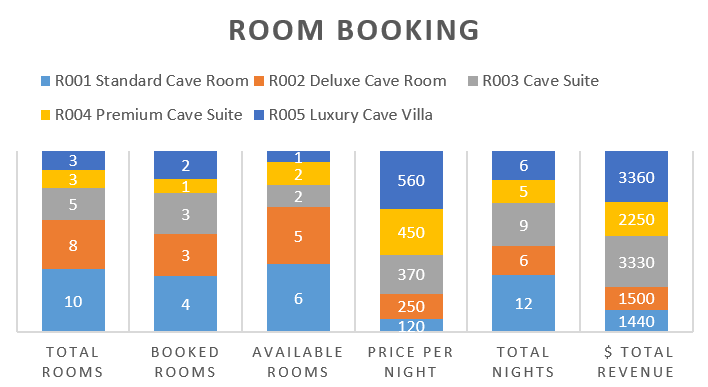 ROOM BOOKING
R001 Standard Cave Room R002 Deluxe Cave Room R003 Cave Suite
R004 Premium Cave Suite R005 Luxury Cave Villa
3 2 1 560 6 3360
3 1 2 450 5 2250
5 3 2 370 9 3330
8 3 5 250 6 1500
10 4 6 120 12 1440
TOTAL ROOMS BOOKED ROOMS AVAILABLE ROOMS PRICE PER NIGHT TOTAL NIGHTS $ TOTAL REVENUE